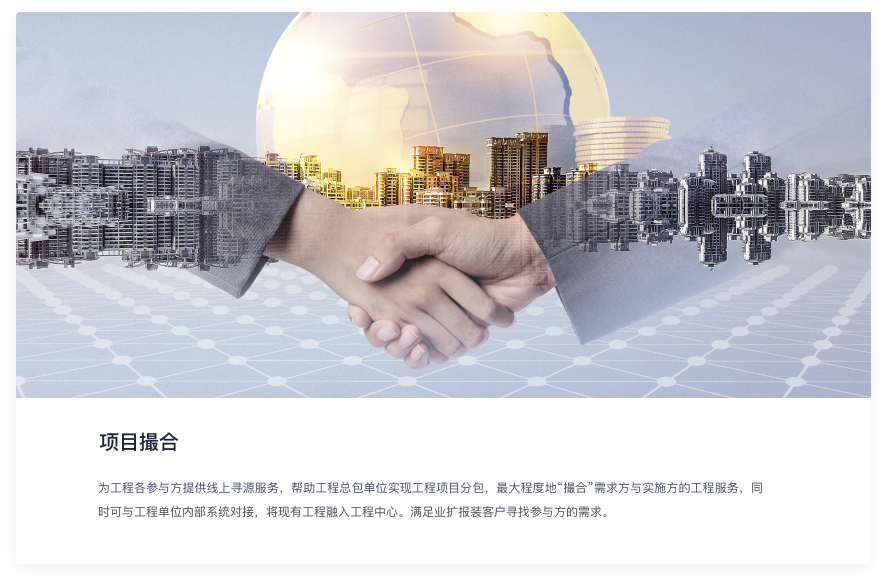 项目撮合
为工程各参与方提供线上寻源服务，帮助工程总包单位实现工程项目分包，最大程度地“撮合”需求方与实施方的工程服务，同
时可与工程单位内部系统对接，将现有工程融入工程中心。满足业扩报装客户寻找参与方的需求。